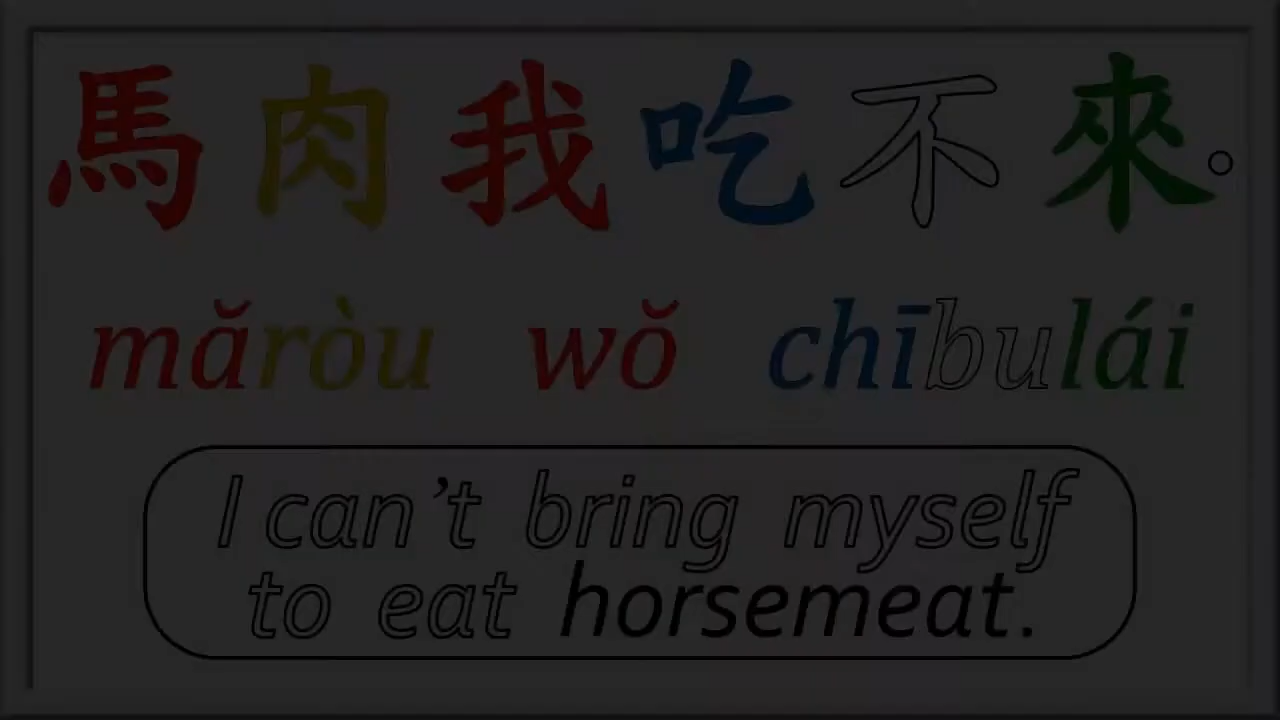 馬肉我吃不來。
mǎròu wǒ chībulái
I can't bring myself
to eat horsemeat.